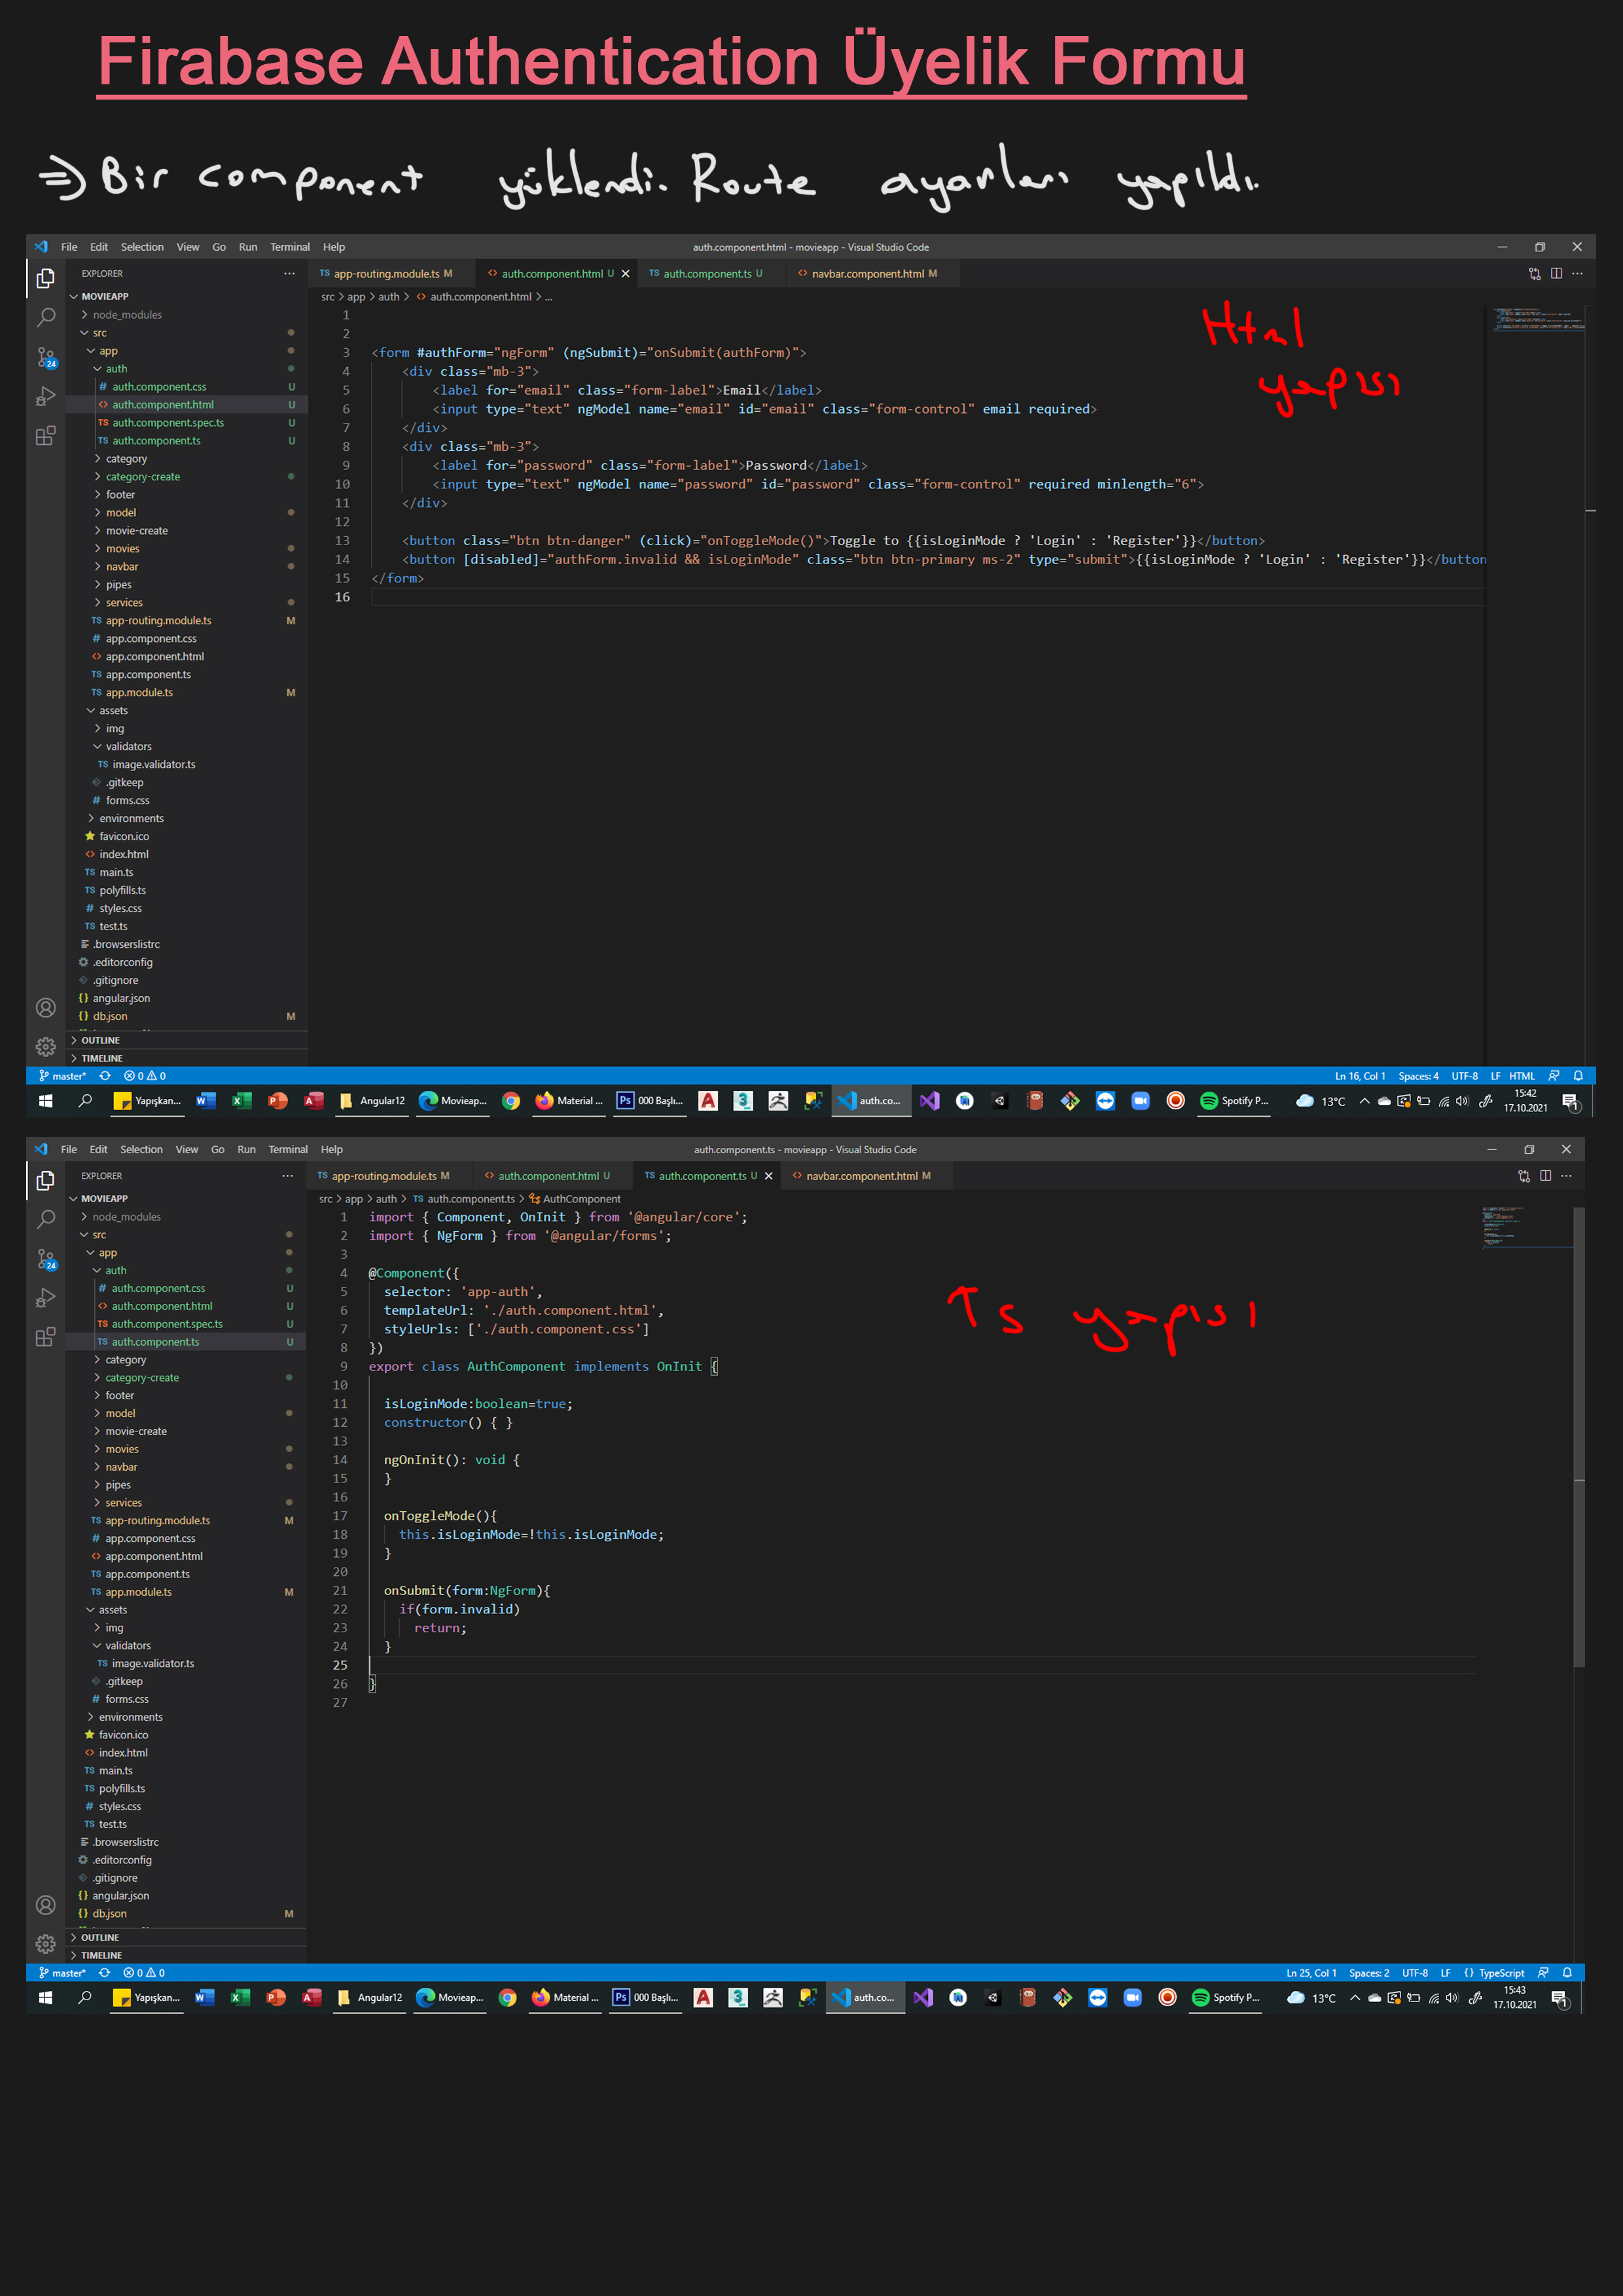 Firabase Authentication Üyelik Formu
⇒ Bir component yüklendi. Route ayarları yapıldı.
File Edit Selection View Go Run Terminal Help auth.component.html - movieapp - Visual Studio Code
EXPLORER ... app-routing.module.ts M auth.component.html U auth.component.ts U navbar.component.html M
MOVIEAPP
src > app > auth > auth.component.html > ...
node_modules
src
app
auth
auth.component.css U
auth.component.html U
auth.component.spec.ts U
auth.component.ts U
category
category-create
footer
model
movie-create
movies
navbar
pipes
services
app-routing.module.ts M
app.component.css
app.component.html
app.component.ts
app.module.ts M
assets
img
validators
image.validator.ts
.gitkeep
forms.css
environments
favicon.ico
index.html
main.ts
polyfills.ts
styles.css
test.ts
.browserslistrc
.editorconfig
.gitignore
angular.json
db.json M
OUTLINE
TIMELINE
24
1
2
3 <form #authForm="ngForm" (ngSubmit)="onSubmit(authForm)">
4 <div class="mb-3">
5 <label for="email" class="form-label">Email</label>
6 <input type="text" ngModel name="email" id="email" class="form-control" email required>
7 </div>
8 <div class="mb-3">
9 <label for="password" class="form-label">Password</label>
10 <input type="text" ngModel name="password" id="password" class="form-control" required minlength="6">
11 </div>
12
13 <button class="btn btn-danger" (click)="onToggleMode()">Toggle to {{isLoginMode ? 'Login' : 'Register'}}</button>
14 <button [disabled]="authForm.invalid && isLoginMode" class="btn btn-primary ms-2" type="submit">{{isLoginMode ? 'Login' : 'Register'}}</button
15 </form>
16
Html
yapısı
master* 0 0 Ln 16, Col 1 Spaces: 4 UTF-8 LF HTML
Yapışkan... Angular12 Movieap... Material ... Ps 000 Başlı... auth.co... Spotify P... 13°C 15:42
17.10.2021 1
File Edit Selection View Go Run Terminal Help auth.component.ts - movieapp - Visual Studio Code
EXPLORER ... app-routing.module.ts M auth.component.html U auth.component.ts U navbar.component.html M
MOVIEAPP
src > app > auth > auth.component.ts > AuthComponent
node_modules
src
app
auth
auth.component.css U
auth.component.html U
auth.component.spec.ts U
auth.component.ts U
category
category-create
footer
model
movie-create
movies
navbar
pipes
services
app-routing.module.ts M
app.component.css
app.component.html
app.component.ts
app.module.ts M
assets
img
validators
image.validator.ts
.gitkeep
forms.css
environments
favicon.ico
index.html
main.ts
polyfills.ts
styles.css
test.ts
.browserslistrc
.editorconfig
.gitignore
angular.json
db.json M
OUTLINE
TIMELINE
24
1 import { Component, OnInit } from '@angular/core';
2 import { NgForm } from '@angular/forms';
3
4 @Component({
5 selector: 'app-auth',
6 templateUrl: './auth.component.html',
7 styleUrls: ['./auth.component.css']
8 })
9 export class AuthComponent implements OnInit {
10
11 isLoginMode:boolean=true;
12 constructor() { }
13
14 ngOnInit(): void {
15 }
16
17 onToggleMode(){
18 this.isLoginMode=!this.isLoginMode;
19 }
20
21 onSubmit(form:NgForm){
22 if(form.invalid)
23 return;
24 }
25
26 }
27
Ts yapısı
master* 0 0 Ln 25, Col 1 Spaces: 2 UTF-8 LF {} TypeScript
Yapışkan... Angular12 Movieap... Material ... Ps 000 Başlı... auth.co... Spotify P... 13°C 15:43
17.10.2021 1